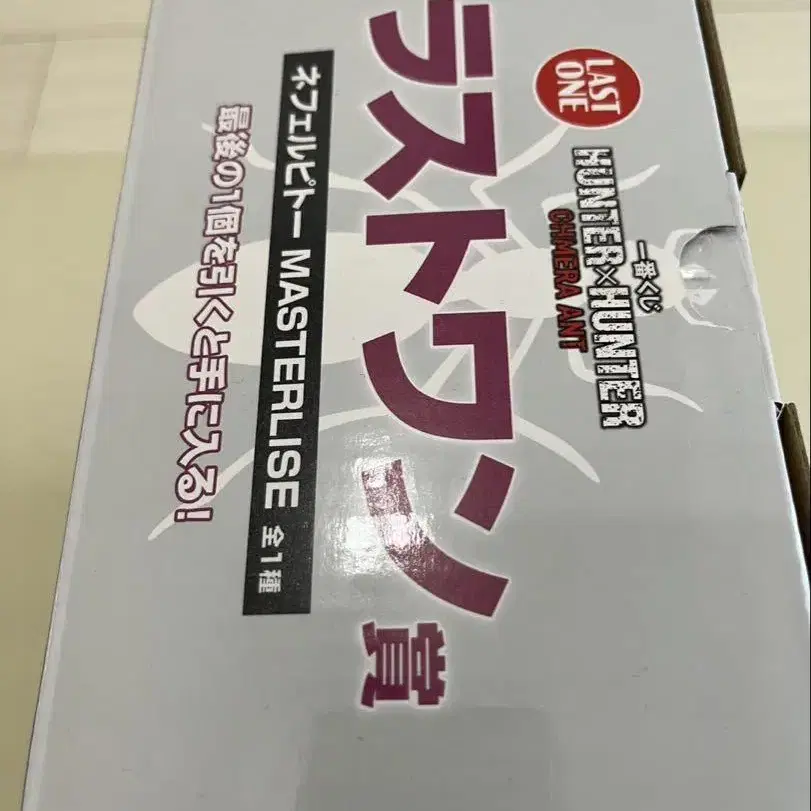 一番くじ
HUNTER×HUNTER
CHIMERA ANT
LAST
ONE
ラストワン賞
ネフェルピトー MASTERLISE 全1種
最後の1個を引くと手に入る!